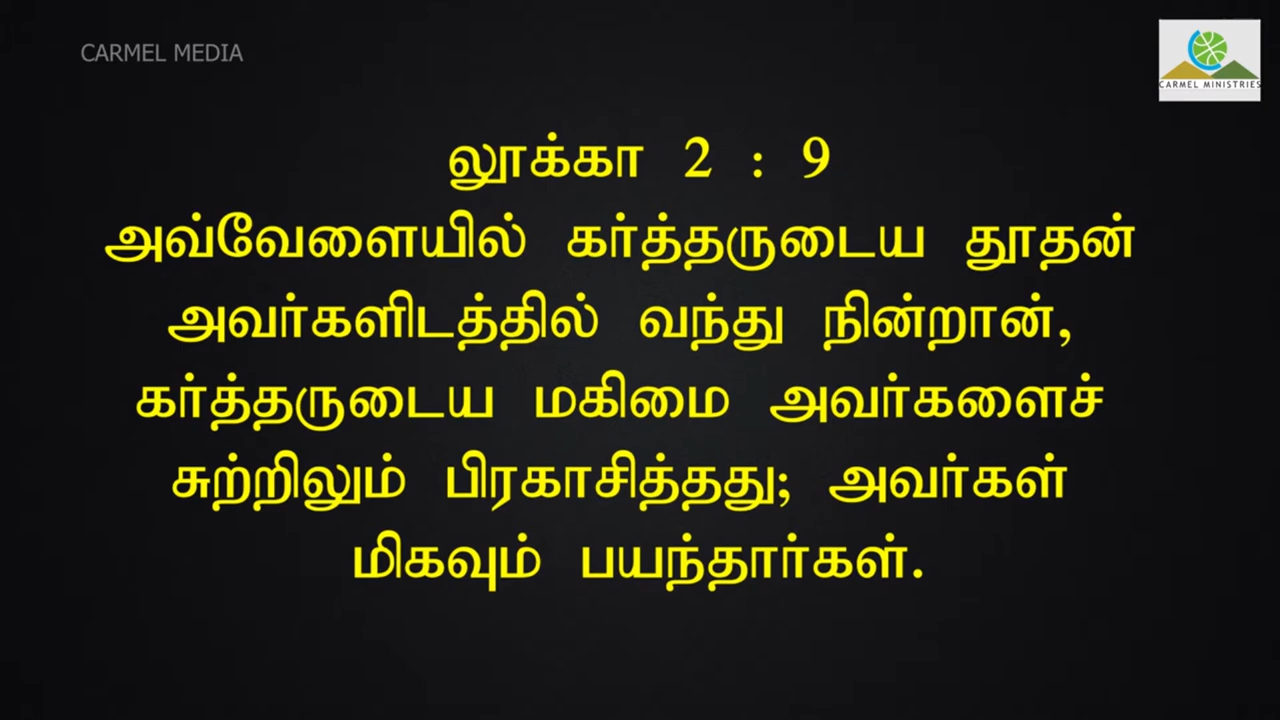 CARMEL MEDIA
CARMEL MINISTRIES
லூக்கா 2 : 9
அவ்வேளையில் கர்த்தருடைய தூதன்
அவர்களிடத்தில் வந்து நின்றான்,
கர்த்தருடைய மகிமை அவர்களைச்
சுற்றிலும் பிரகாசித்தது; அவர்கள்
மிகவும் பயந்தார்கள்.